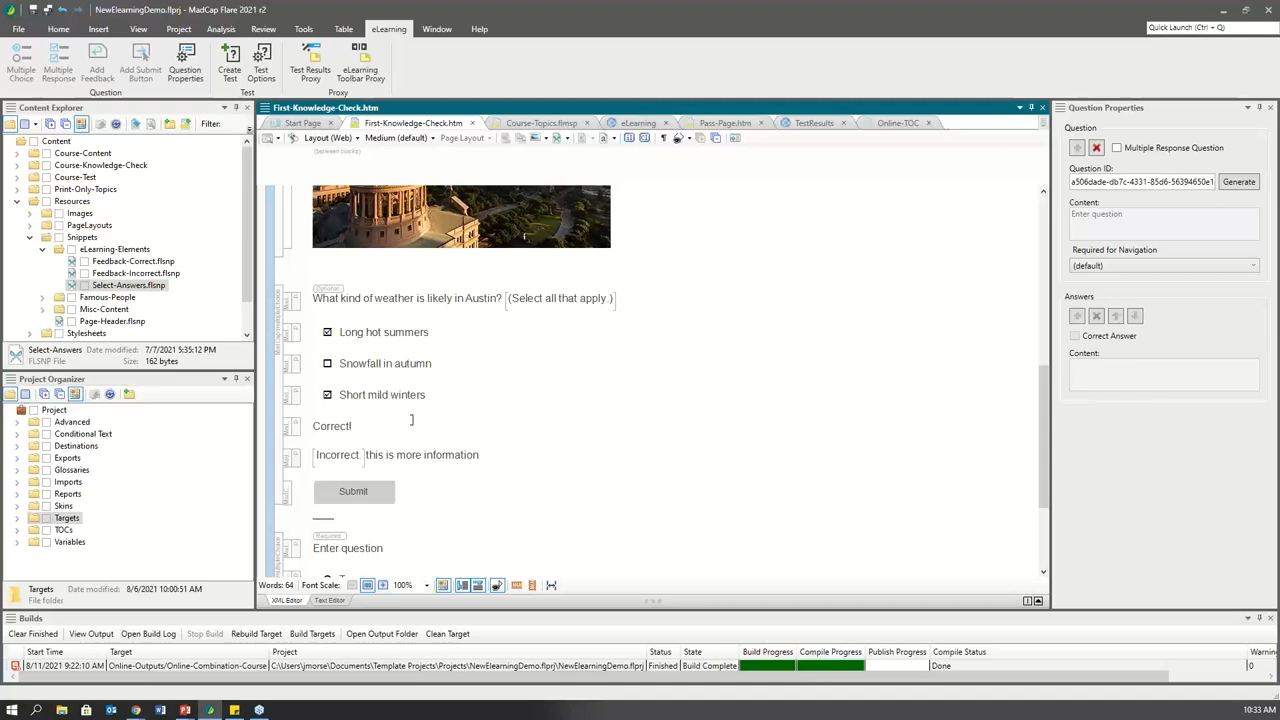 NewElearningDemo.flprj - MadCap Flare 2021 r2
File Home Insert View Project Analysis Review Tools Table eLearning Window Help
Quick Launch (Ctrl + Q)
Multiple Choice
Multiple Response
Add Feedback
Add Submit Button
Question Properties
Create Test
Test Options
Test Results Proxy
eLearning Toolbar Proxy
Question Test Proxy
Content Explorer
Filter:
Content
Course-Content
Course-Knowledge-Check
Course-Test
Print-Only-Topics
Resources
Images
PageLayouts
Snippets
eLearning-Elements
Feedback-Correct.flsnp
Feedback-Incorrect.flsnp
Select-Answers.flsnp
Famous-People
Misc-Content
Page-Header.flsnp
Stylesheets
Select-Answers Date modified: 7/7/2021 5:35:12 PM
FLSNP File Size: 162 bytes
Project Organizer
Project
Advanced
Conditional Text
Destinations
Exports
Glossaries
Imports
Reports
Skins
Targets
TOCs
Variables
Targets Date modified: 8/6/2021 10:00:51 AM
File folder
First-Knowledge-Check.htm
Start Page First-Knowledge-Check.htm Course-Topics.flmsp eLearning Pass-Page.htm TestResults Online-TOC
Layout (Web) Medium (default) Page Layout
(between blocks)
Optional
What kind of weather is likely in Austin? (Select all that apply.)
Long hot summers
Snowfall in autumn
Short mild winters
Correct!
Incorrect. this is more information
Submit
Required
Enter question
Words: 64 Font Scale: 100%
XML Editor Text Editor
Question Properties
Question
Multiple Response Question
Question ID:
a506dade-db7c-4331-85d6-56394650e1 Generate
Content:
Enter question
Required for Navigation
(default)
Answers
Correct Answer
Content:
Builds
Clear Finished View Output Open Build Log Stop Build Rebuild Target Build Targets Open Output Folder Clean Target
Start Time Target Project Status State Build Progress Compile Progress Publish Progress Compile Status Warning
8/11/2021 9:22:10 AM Online-Outputs/Online-Combination-Course C:\Users\jmorse\Documents\Template Projects\Projects\NewElearningDemo.flprj\NewElearningDemo.flprj Finished Build Complete Done 0
10:33 AM